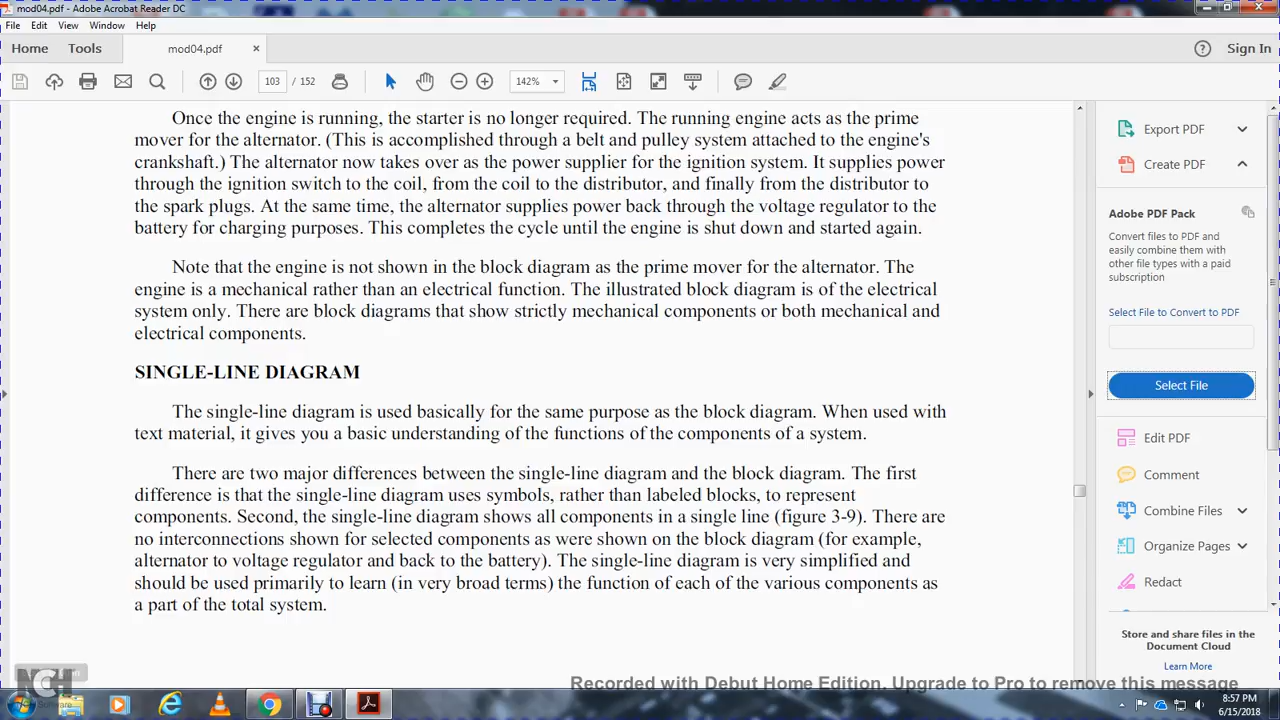 mod04.pdf - Adobe Acrobat Reader DC
File Edit View Window Help
Home Tools mod04.pdf × Sign In
103 / 152 142%
Once the engine is running, the starter is no longer required. The running engine acts as the prime
mover for the alternator. (This is accomplished through a belt and pulley system attached to the engine's
crankshaft.) The alternator now takes over as the power supplier for the ignition system. It supplies power
through the ignition switch to the coil, from the coil to the distributor, and finally from the distributor to
the spark plugs. At the same time, the alternator supplies power back through the voltage regulator to the
battery for charging purposes. This completes the cycle until the engine is shut down and started again.
Note that the engine is not shown in the block diagram as the prime mover for the alternator. The
engine is a mechanical rather than an electrical function. The illustrated block diagram is of the electrical
system only. There are block diagrams that show strictly mechanical components or both mechanical and
electrical components.
SINGLE-LINE DIAGRAM
The single-line diagram is used basically for the same purpose as the block diagram. When used with
text material, it gives you a basic understanding of the functions of the components of a system.
There are two major differences between the single-line diagram and the block diagram. The first
difference is that the single-line diagram uses symbols, rather than labeled blocks, to represent
components. Second, the single-line diagram shows all components in a single line (figure 3-9). There are
no interconnections shown for selected components as were shown on the block diagram (for example,
alternator to voltage regulator and back to the battery). The single-line diagram is very simplified and
should be used primarily to learn (in very broad terms) the function of each of the various components as
a part of the total system.
Export PDF
Create PDF
Adobe PDF Pack
Convert files to PDF and
easily combine them with
other file types with a paid
subscription
Select File to Convert to PDF
Select File
Edit PDF
Comment
Combine Files
Organize Pages
Redact
Store and share files in the
Document Cloud
Learn More
NCH
Recorded with Debut Home Edition. Upgrade to Pro to remove this message
8:57 PM
6/15/2018